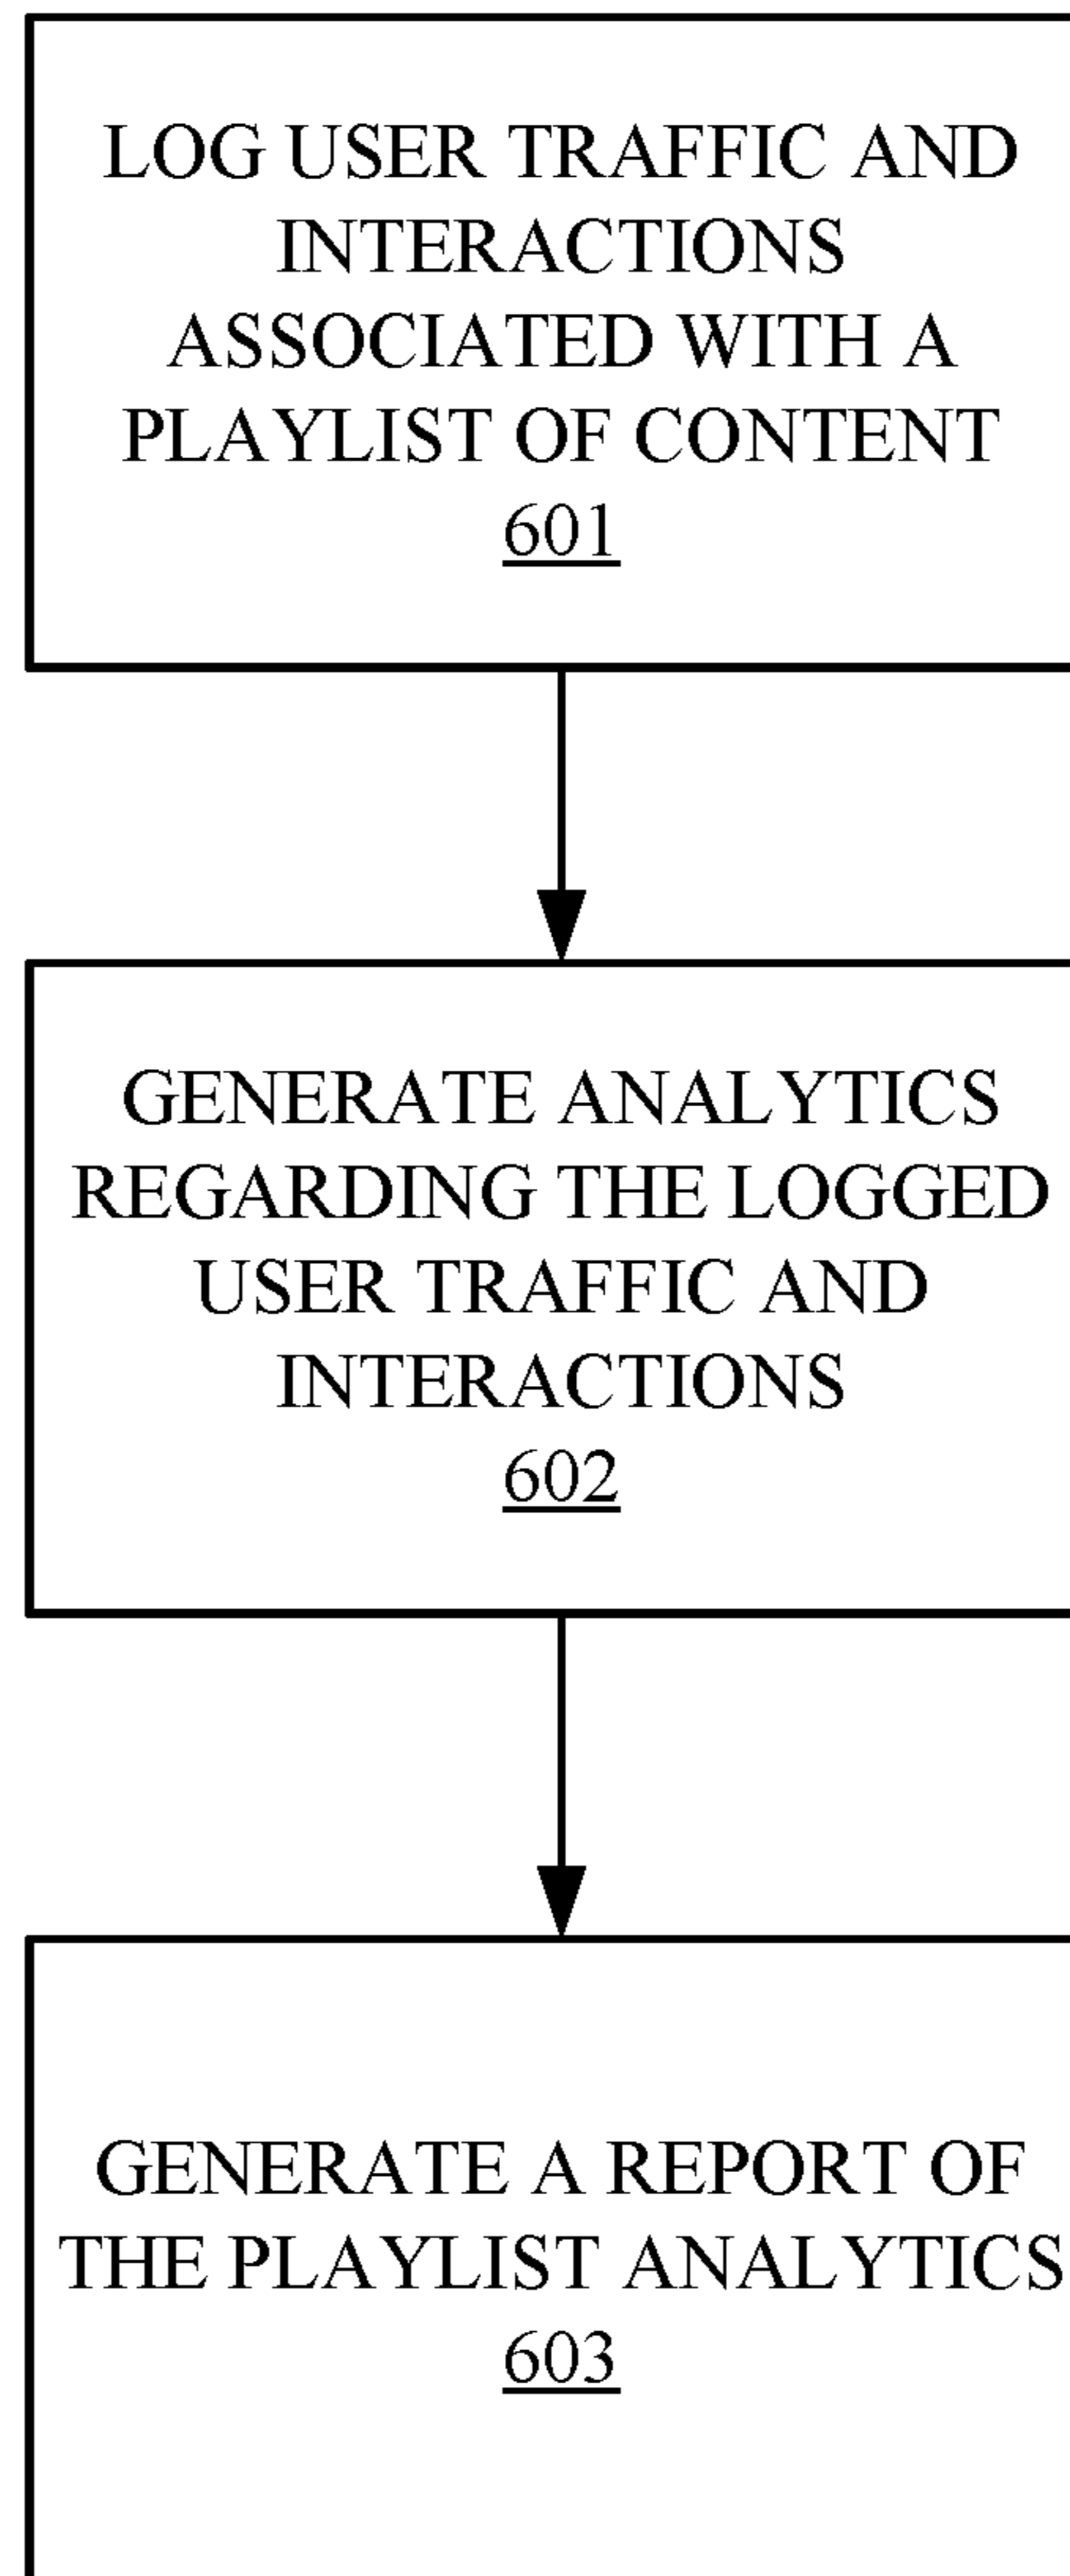 LOG USER TRAFFIC AND
INTERACTIONS
ASSOCIATED WITH A
PLAYLIST OF CONTENT
601
GENERATE ANALYTICS
REGARDING THE LOGGED
USER TRAFFIC AND
INTERACTIONS
602
GENERATE A REPORT OF
THE PLAYLIST ANALYTICS
603